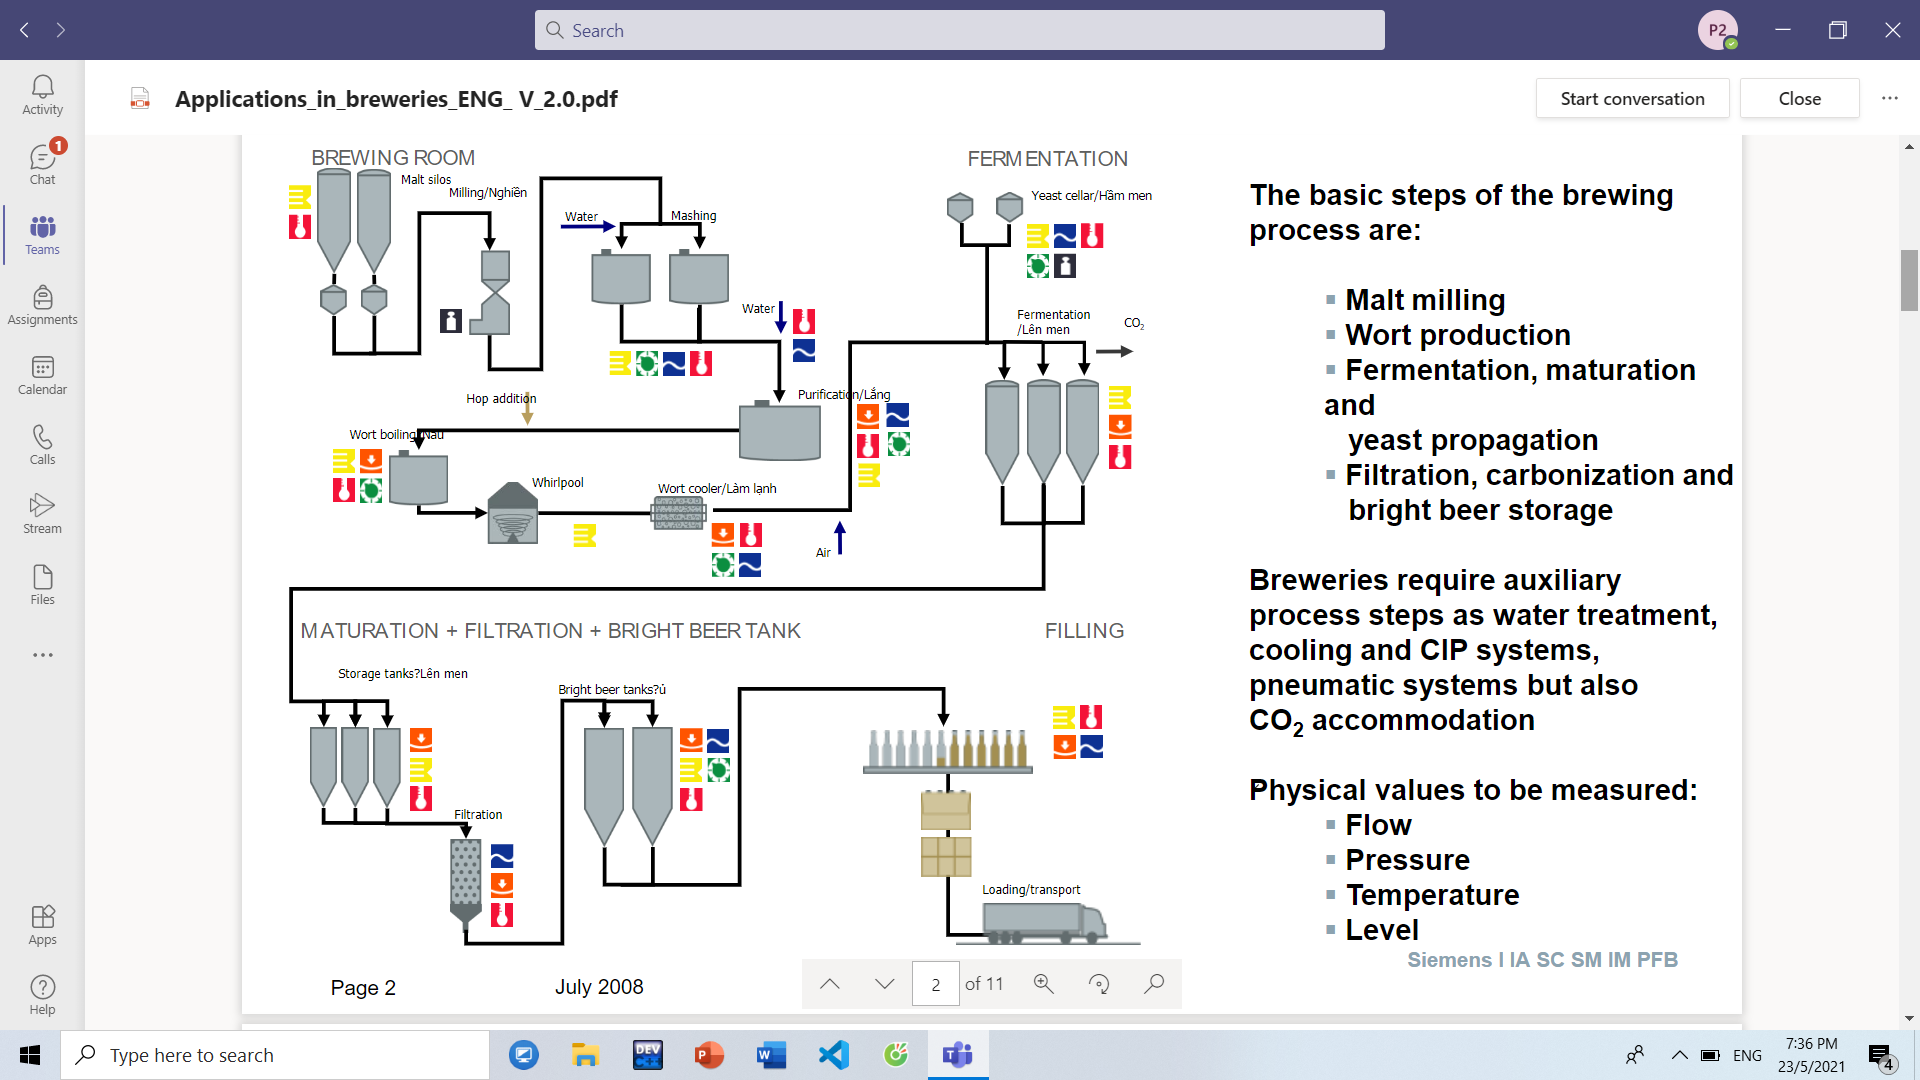 Search
P2
Activity
Chat
1
Teams
Assignments
Calendar
Calls
Stream
Files
Apps
Help
Applications_in_breweries_ENG_ V_2.0.pdf
Start conversation
Close
BREWING ROOM
Malt silos
Milling/Nghiền
Water
Mashing
Water
Hop addition
Purification/Lắng
Wort boiling/Nấu
Whirlpool
Wort cooler/Làm lạnh
Air
FERMENTATION
Yeast cellar/Hầm men
Fermentation
/Lên men
CO2
MATURATION + FILTRATION + BRIGHT BEER TANK
Storage tanks?Lên men
Filtration
Bright beer tanks?ủ
FILLING
Loading/transport
The basic steps of the brewing
process are:
Malt milling
Wort production
Fermentation, maturation
and
yeast propagation
Filtration, carbonization and
bright beer storage
Breweries require auxiliary
process steps as water treatment,
cooling and CIP systems,
pneumatic systems but also
CO2 accommodation
Physical values to be measured:
Flow
Pressure
Temperature
Level
Siemens I IA SC SM IM PFB
Page 2
July 2008
2
of 11
Type here to search
DEV
C++
ENG
7:36 PM
23/5/2021
4